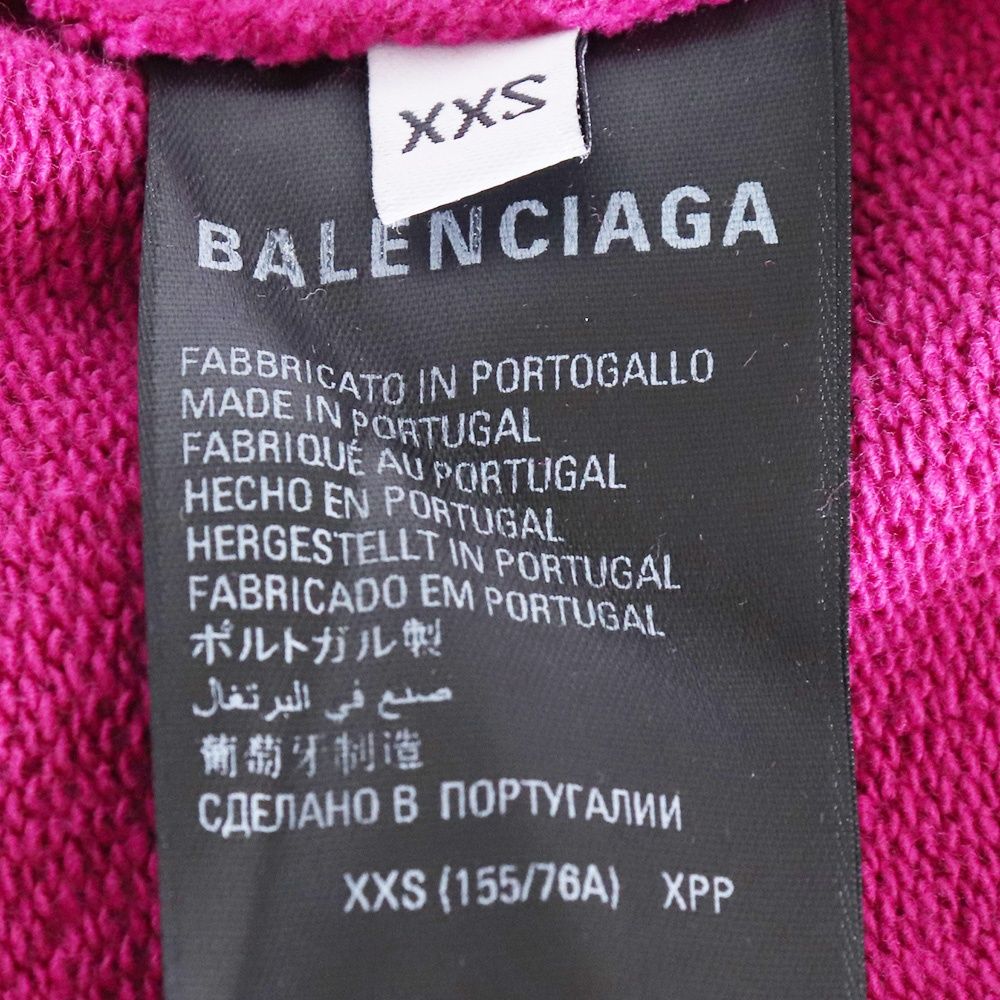 XXS
BALENCIAGA
FABBRICATO IN PORTOGALLO
MADE IN PORTUGAL
FABRIQUÉ AU PORTUGAL
HECHO EN PORTUGAL
HERGESTELLT IN PORTUGAL
FABRICADO EM PORTUGAL
ポルトガル製
صنع في البرتغال
葡萄牙制造
СДЕЛАНО В ПОРТУГАЛИИ
XXS (155/76A) XPP